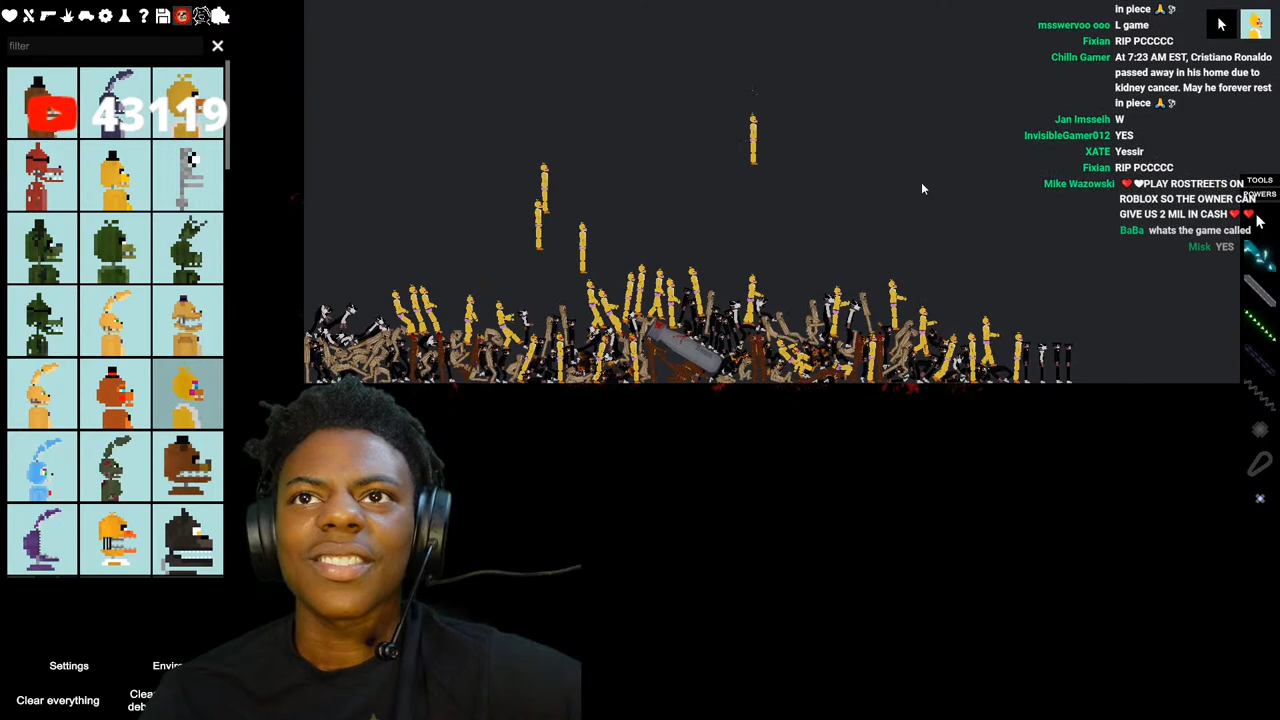 filter
43119
Settings
Clear everything
in piece 🙏 🕊
msswervoo ooo L game
Fixlan RIP PCCCCC
Chilln Gamer At 7:23 AM EST, Cristiano Ronaldo
passed away in his home due to
kidney cancer. May he forever rest
in piece 🙏 🕊
Jan Imsseih W
InvisibleGamer012 YES
XATE Yessir
Fixlan RIP PCCCCC
Mike Wazowski ❤️🤍PLAY ROSTREETS ON
ROBLOX SO THE OWNER CAN
GIVE US 2 MIL IN CASH❤️ ❤️
BaBa whats the game called
Misk YES
TOOLS
POWERS